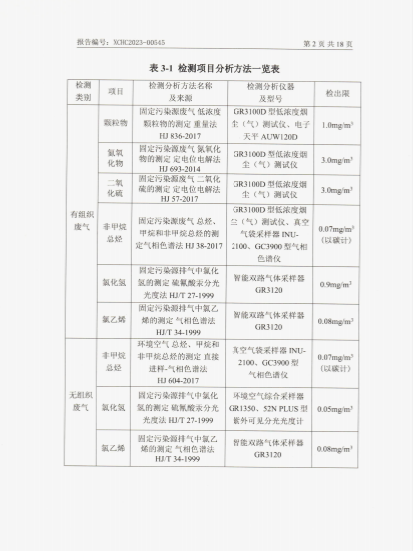 报告编号：XCHC2023-00545
第 2 页 共 18 页
表 3-1 检测项目分析方法一览表
检测
类别
项目
检测分析方法名称
及来源
检测分析仪器
及型号
检出限
有组织
废气
颗粒物
固定污染源废气 低浓度
颗粒物的测定 重量法
HJ 836-2017
GR3100D 型低浓度烟
尘（气）测试仪、电子
天平 AUW120D
1.0mg/m³
氮氧
化物
固定污染源废气 氮氧化
物的测定 定电位电解法
HJ 693-2014
GR3100D 型低浓度烟
尘（气）测试仪
3.0mg/m³
二氧
化硫
固定污染源废气 二氧化
硫的测定 定电位电解法
HJ 57-2017
GR3100D 型低浓度烟
尘（气）测试仪
3.0mg/m³
非甲烷
总烃
固定污染源废气 总烃、
甲烷和非甲烷总烃的测
定气相色谱法 HJ 38-2017
GR3100D 型低浓度烟
尘（气）测试仪、真空
气袋采样器 INU-
2100、GC3900 型气相
色谱仪
0.07mg/m³
（以碳计）
氯化氢
固定污染源排气中氯化
氢的测定 硫氰酸汞分光
光度法 HJ/T 27-1999
智能双路气体采样器
GR3120
0.9mg/m³
氯乙烯
固定污染源排气中氯乙
烯的测定 气相色谱法
HJ/T 34-1999
智能双路气体采样器
GR3120
0.08mg/m³
无组织
废气
非甲烷
总烃
环境空气 总烃、甲烷和
非甲烷总烃的测定 直接
进样-气相色谱法
HJ 604-2017
真空气袋采样器 INU-
2100、GC3900 型
气相色谱仪
0.07mg/m³
（以碳计）
氯化氢
固定污染源排气中氯化
氢的测定 硫氰酸汞分光
光度法 HJ/T 27-1999
环境空气综合采样器
GR1350、52N PLUS 型
紫外可见分光光度计
0.05mg/m³
氯乙烯
固定污染源排气中氯乙
烯的测定 气相色谱法
HJ/T 34-1999
智能双路气体采样器
GR3120
0.08mg/m³